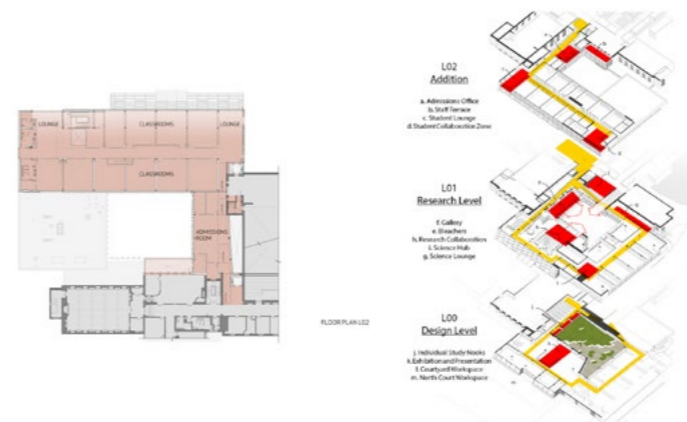 LOUNGE
CLASSROOMS
LOUNGE
CLASSROOMS
ADMISSIONS
ROOM
FLOOR PLAN L02
L02
Addition
a. Admissions Office
b. Staff Terrace
c. Student Lounge
d. Student Collaboration Zone
L01
Research Level
f. Gallery
e. Bleachers
h. Research Collaboration
i. Science Hub
g. Science Lounge
L00
Design Level
j. Individual Study Nooks
k. Exhibition and Presentation
l. Courtyard Workspace
m. North Court Workspace